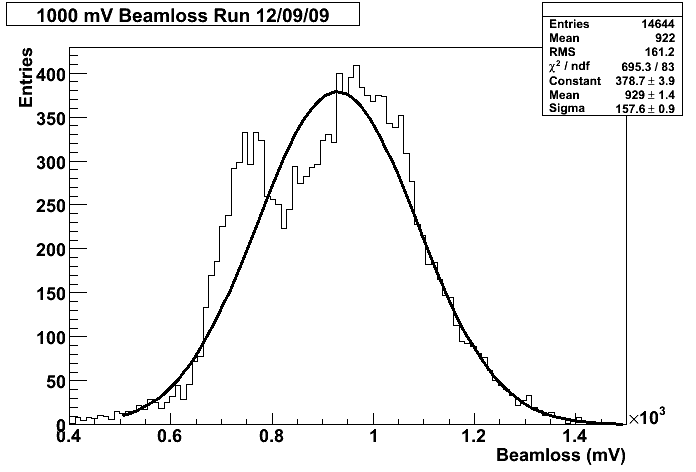 1000 mV Beamloss Run 12/09/09
Entries 14644
Mean 922
RMS 161.2
χ² / ndf 695.3 / 83
Constant 378.7 ± 3.9
Mean 929 ± 1.4
Sigma 157.6 ± 0.9
Entries
400
350
300
250
200
150
100
50
0
0.4 0.6 0.8 1 1.2 1.4
×10³
Beamloss (mV)